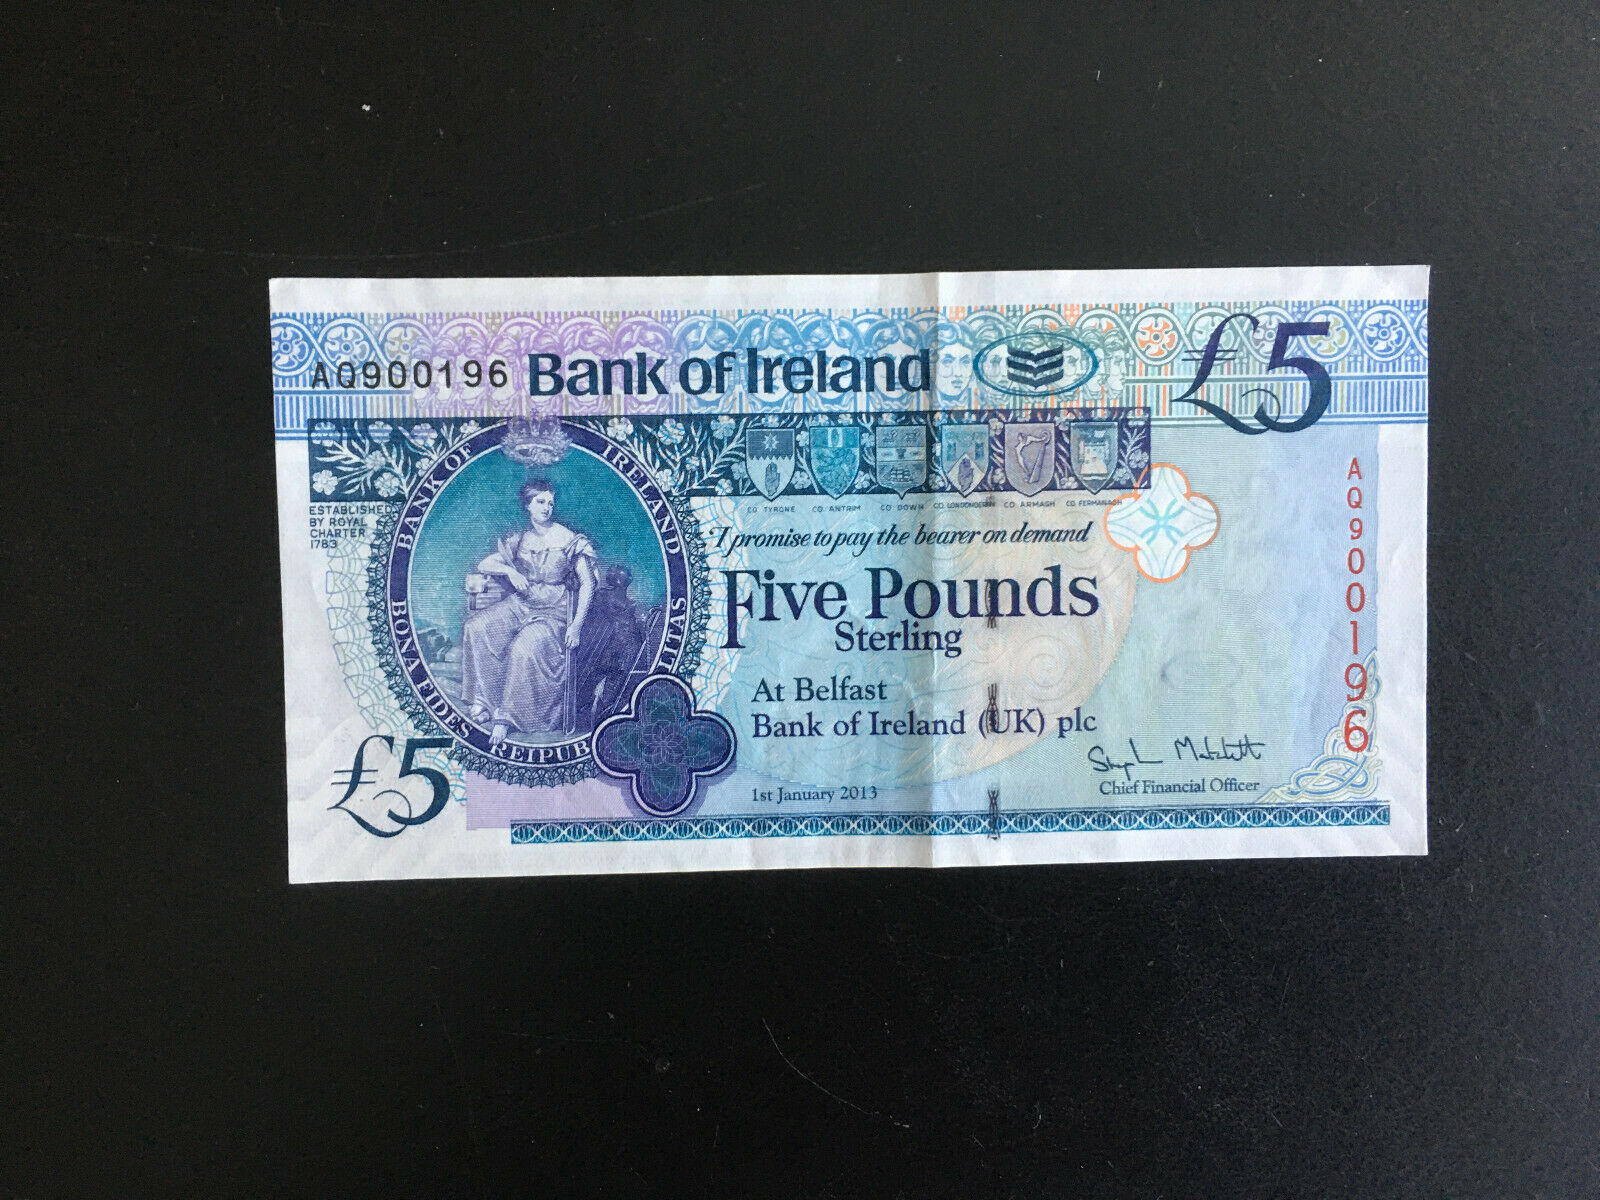 AQ900196
Bank of Ireland
£5
ESTABLISHED
BY ROYAL
CHARTER
1783
BANK OF IRELAND
BONA FIDES REIPUB LITAS
CO TYRONE CO ANTRIM CO DOWN CO LONDONDERRY CO ARMAGH CO FERMANAGH
I promise to pay the bearer on demand
Five Pounds
Sterling
At Belfast
Bank of Ireland (UK) plc
1st January 2013
Chief Financial Officer
£5
AQ900196